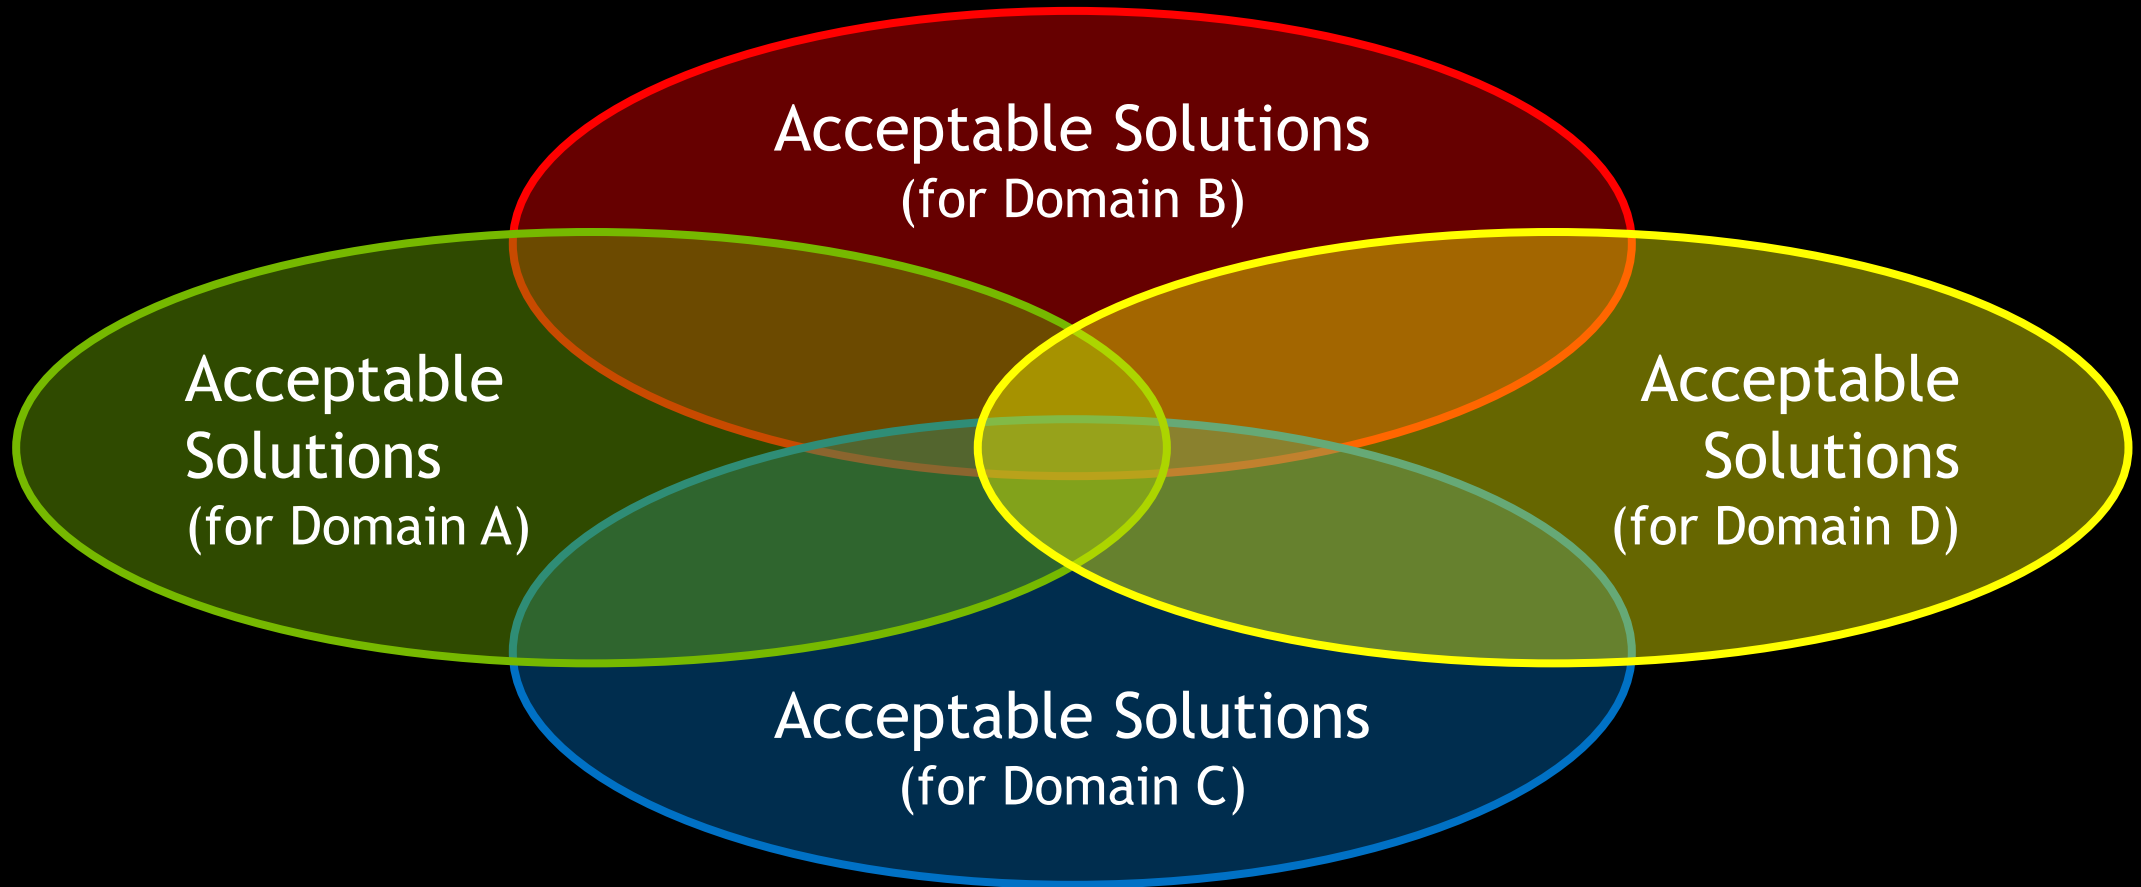 Acceptable Solutions
(for Domain B)
Acceptable
Solutions
(for Domain A)
Acceptable
Solutions
(for Domain D)
Acceptable Solutions
(for Domain C)